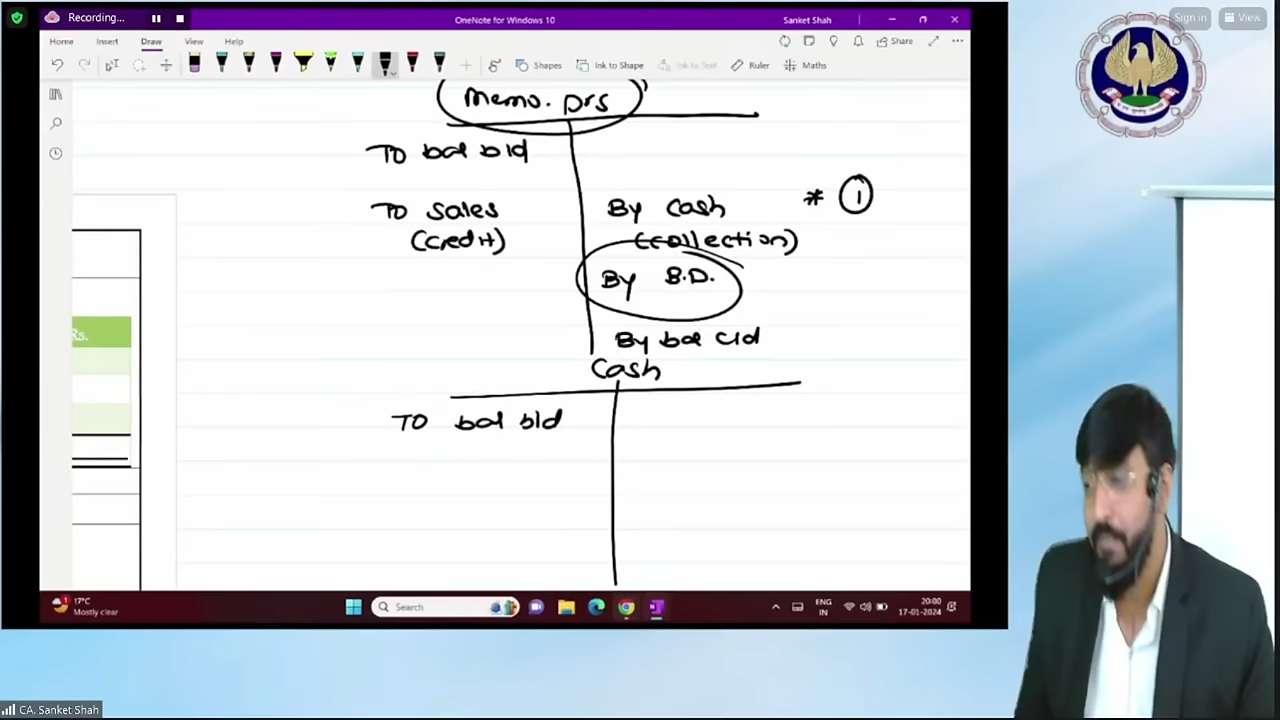 Recording...
OneNote for Windows 10
Sanket Shah
Sign in
View
Home Insert Draw View Help
Share
Shapes Ink to Shape Ink to Text Ruler Maths
Memo. Drs
To bal b/d
To Sales
(credit)
By Cash
(collection)
* 1
By B.D.
By bal c/d
Rs.
Cash
To bal b/d
17°C
Mostly clear
Search
ENG
IN
20:00
17-01-2024
CA. Sanket Shah